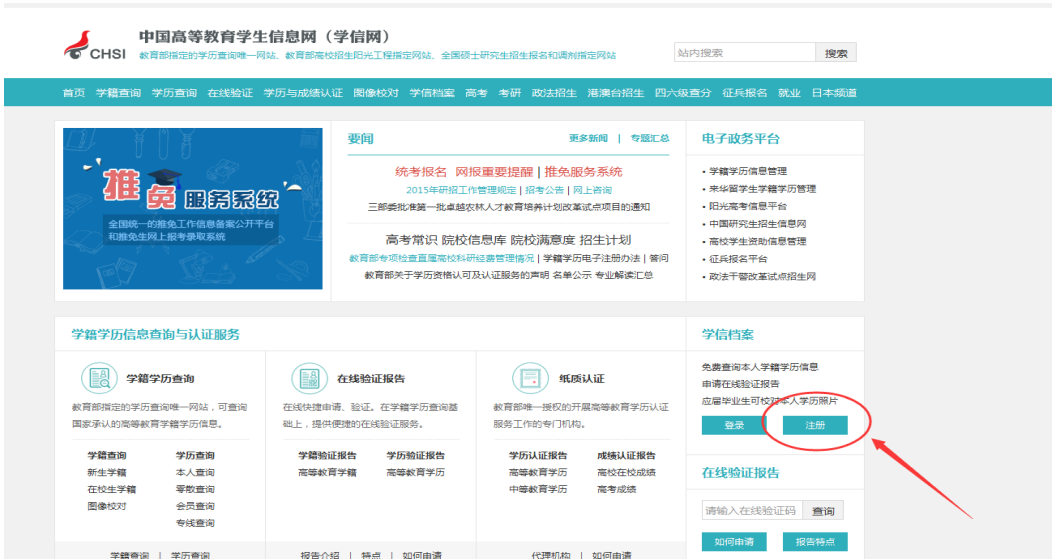 CHSI
中国高等教育学生信息网（学信网）
教育部指定的学历查询唯一网站、教育部高校招生阳光工程指定网站、全国硕士研究生招生报名和调剂指定网站
站内搜索 搜索
首页 学籍查询 学历查询 在线验证 学历与成绩认证 图像校对 学信档案 高考 考研 政法招生 港澳台招生 四六级查分 征兵报名 就业 日本频道
推免服务系统
全国统一的推免工作信息备案公开平台
和推免生网上报考录取系统
要闻 更多新闻 | 专题汇总
统考报名 网报重要提醒 | 推免服务系统
2015年研招工作管理规定 | 招考公告 | 网上咨询
三部委批准第一批卓越农林人才教育培养计划改革试点项目的通知
高考常识 院校信息库 院校满意度 招生计划
教育部专项检查直属高校科研经费管理情况 | 学籍学历电子注册办法 | 答问
教育部关于学历资格认可及认证服务的声明 名单公示 专业解读汇总
电子政务平台
• 学籍学历信息管理
• 来华留学生学籍学历管理
• 阳光高考信息平台
• 中国研究生招生信息网
• 高校学生资助信息管理
• 征兵报名平台
• 政法干警改革试点招生网
学籍学历信息查询与认证服务
学籍学历查询
教育部指定的学历查询唯一网站，可查询
国家承认的高等教育学籍学历信息。
学籍查询 学历查询
新生学籍 本人查询
在校生学籍 零散查询
图像校对 会员查询
专线查询
学籍查询 | 学历查询
在线验证报告
在线快捷申请、验证。在学籍学历查询基
础上，提供便捷的在线验证服务。
学籍验证报告 学历验证报告
高等教育学籍 高等教育学历
报告介绍 | 特点 | 如何申请
纸质认证
教育部唯一授权的开展高等教育学历认证
服务工作的专门机构。
学历认证报告 成绩认证报告
高等教育学历 高校在校成绩
中等教育学历 高考成绩
代理机构 | 如何申请
学信档案
免费查询本人学籍学历信息
申请在线验证报告
应届毕业生可校对本人学历照片
登录 注册
在线验证报告
请输入在线验证码 查询
如何申请 报告特点